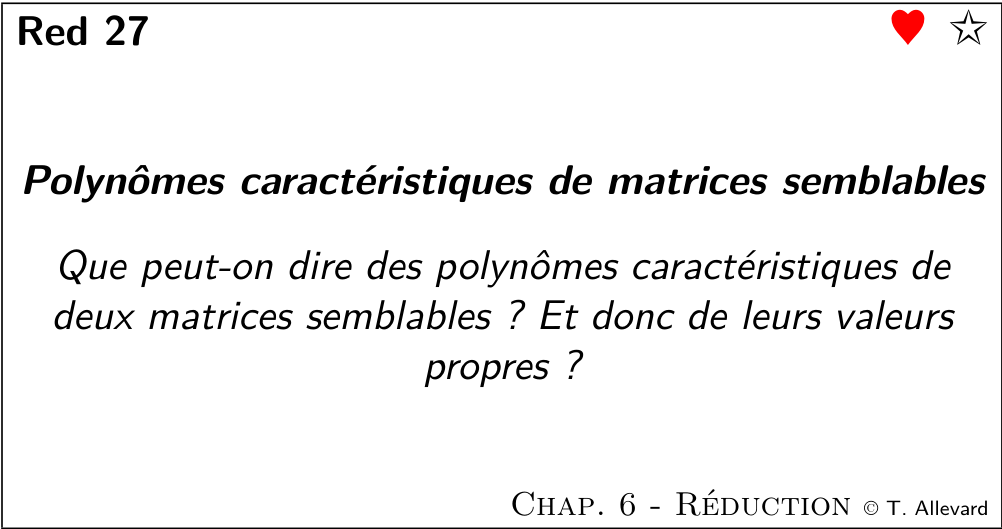 Red 27
Polynômes caractéristiques de matrices semblables
Que peut-on dire des polynômes caractéristiques de
deux matrices semblables ? Et donc de leurs valeurs
propres ?
Chap. 6 - Réduction © T. Allevard